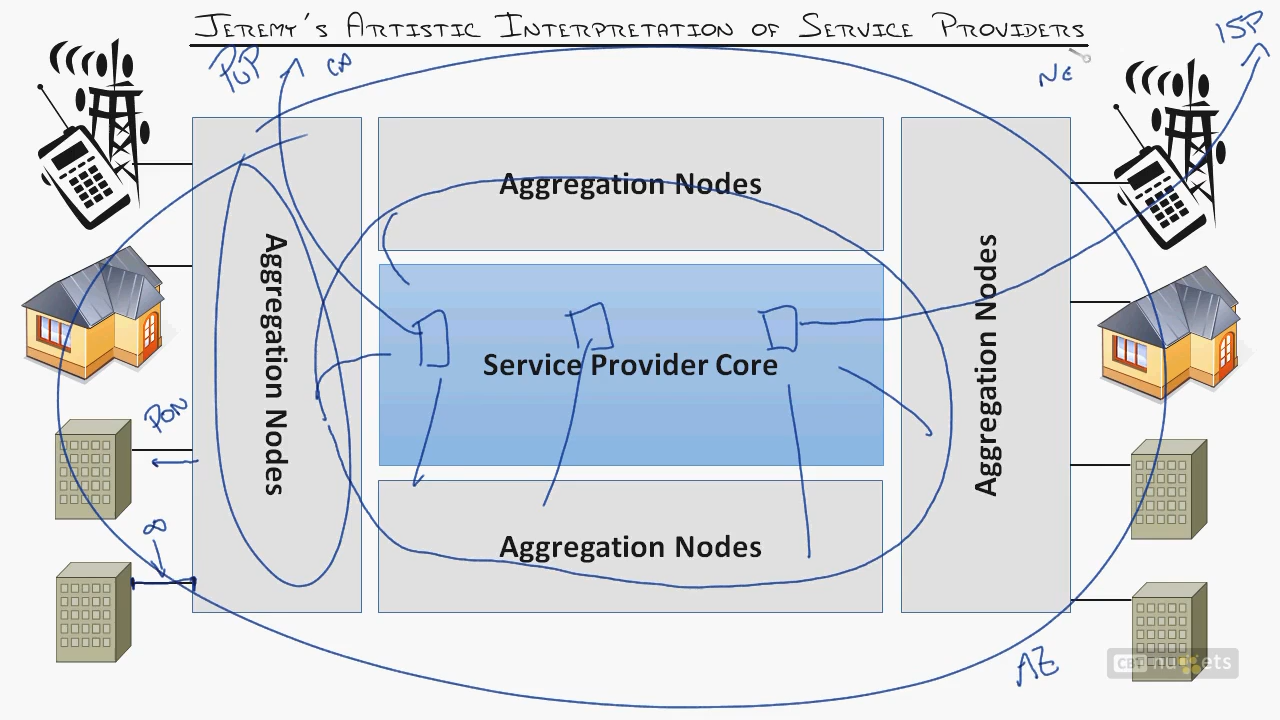 JEREMY'S ARTISTIC INTERPRETATION OF SERVICE PROVIDERS
ISP
POP
CA
NE
Aggregation Nodes
Aggregation Nodes
Service Provider Core
Aggregation Nodes
PON
∞
Aggregation Nodes
AZ
CBT nuggets